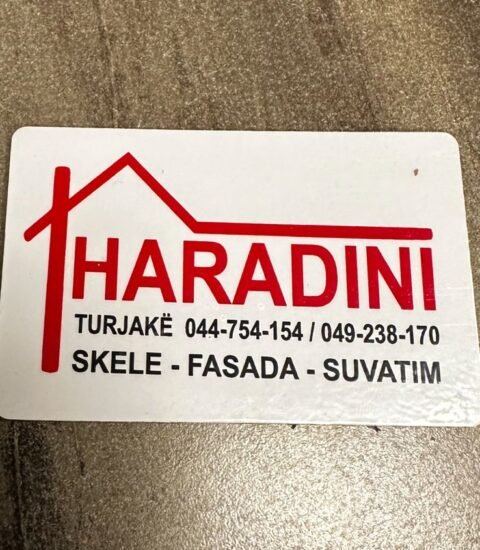 HARADINI
TURJAKË 044-754-154 / 049-238-170
SKELE - FASADA - SUVATIM